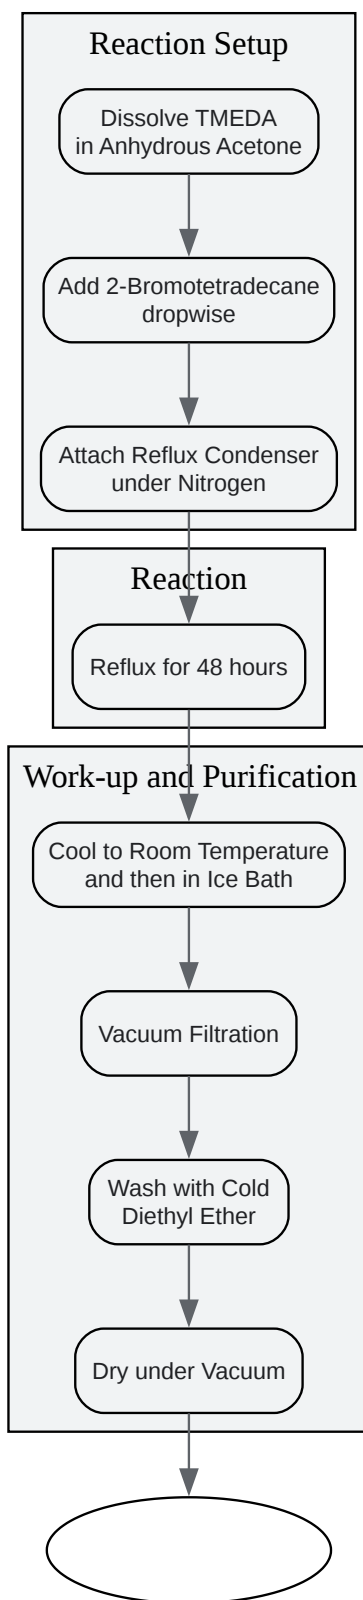 Reaction Setup
Dissolve TMEDA
in Anhydrous Acetone
Add 2-Bromotetradecane
dropwise
Attach Reflux Condenser
under Nitrogen
Reaction
Reflux for 48 hours
Work-up and Purification
Cool to Room Temperature
and then in Ice Bath
Vacuum Filtration
Wash with Cold
Diethyl Ether
Dry under Vacuum